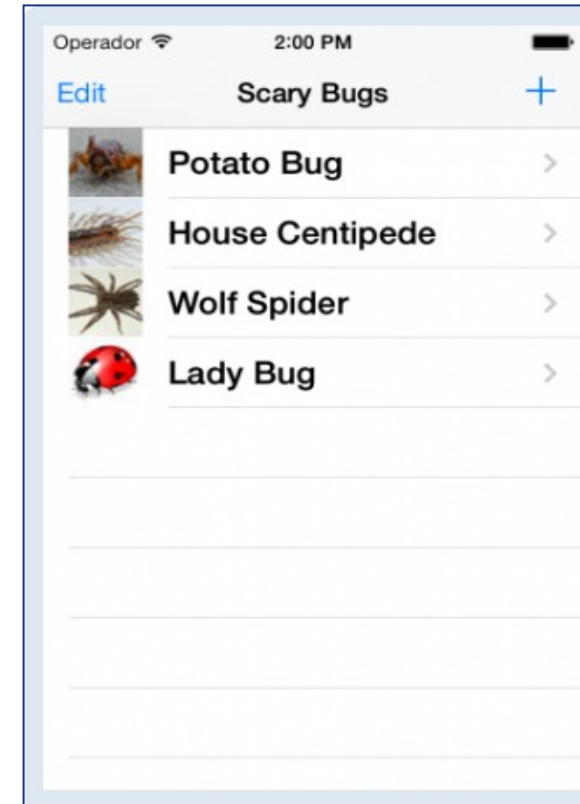 Operador 2:00 PM
Edit Scary Bugs +
Potato Bug
House Centipede
Wolf Spider
Lady Bug